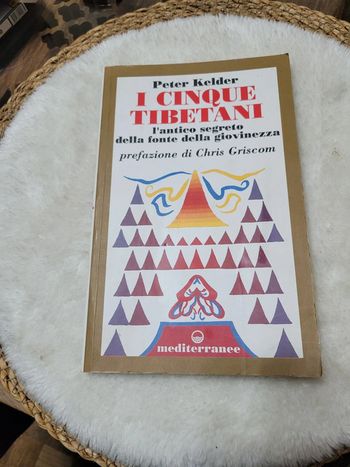 Peter Kelder
I CINQUE
TIBETANI
l'antico segreto
della fonte della giovinezza
prefazione di Chris Griscom
mediterranee